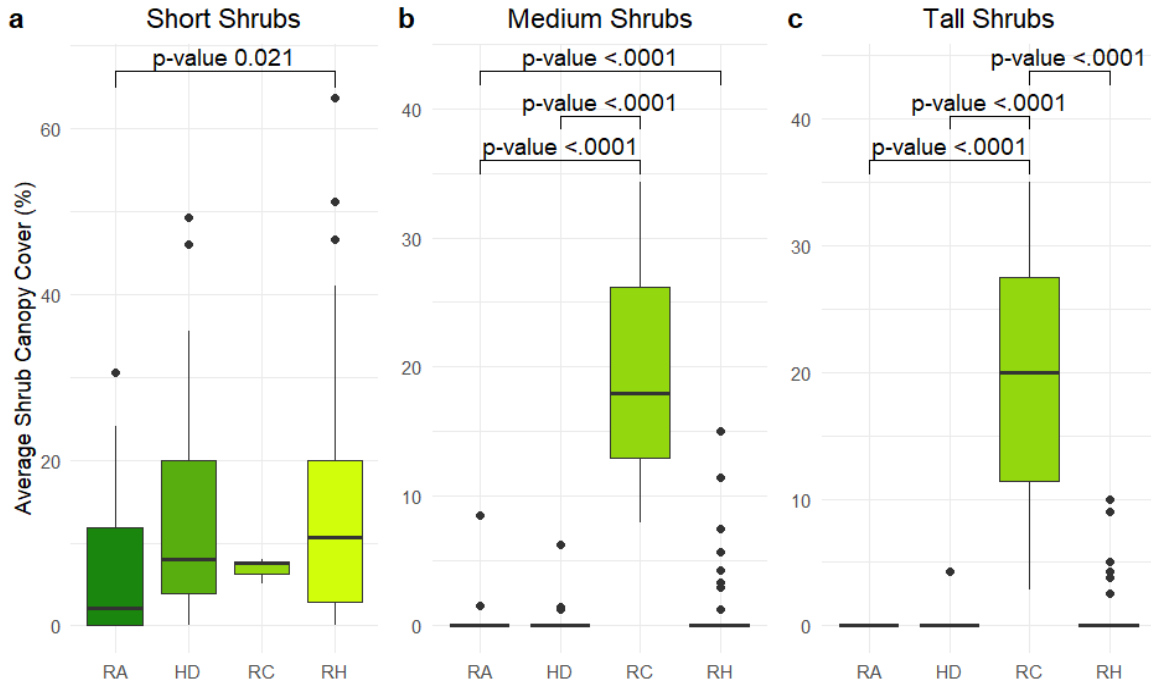 a
Short Shrubs
b
Medium Shrubs
c
Tall Shrubs
Average Shrub Canopy Cover (%)
p-value 0.021
60
40
20
0
RA
HD
RC
RH
p-value <.0001
p-value <.0001
p-value <.0001
40
30
20
10
0
RA
HD
RC
RH
p-value <.0001
p-value <.0001
p-value <.0001
40
30
20
10
0
RA
HD
RC
RH